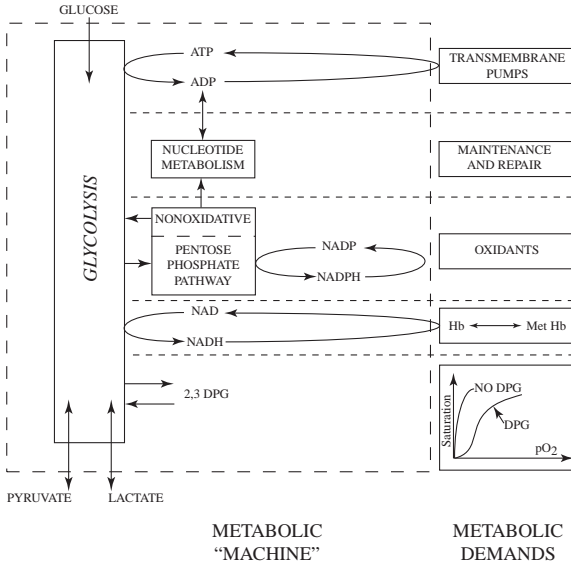 GLUCOSE
GLYCOLYSIS
ATP
ADP
TRANSMEMBRANE
PUMPS
NUCLEOTIDE
METABOLISM
MAINTENANCE
AND REPAIR
NONOXIDATIVE
PENTOSE
PHOSPHATE
PATHWAY
NADP
NADPH
OXIDANTS
NAD
NADH
Hb
Met Hb
2,3 DPG
Saturation
NO DPG
DPG
pO2
PYRUVATE
LACTATE
METABOLIC
“MACHINE”
METABOLIC
DEMANDS